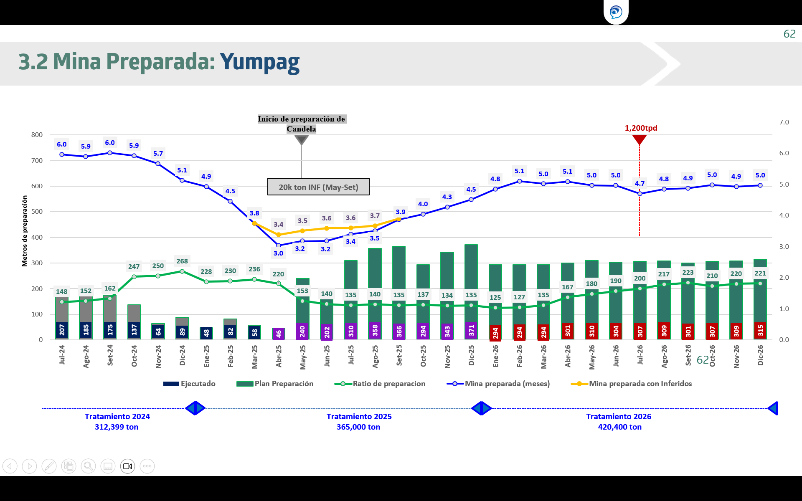 62
3.2 Mina Preparada: Yumpag
Inicio de preparación de
Candela
1,200tpd
20k ton INF (May-Set)
Metros de preparación
800
700
600
500
400
300
200
100
0
7.0
6.0
5.0
4.0
3.0
2.0
1.0
0.0
6.0 5.9 6.0 5.9 5.7 5.1 4.9 4.5 3.8 3.0 3.2 3.2 3.4 3.5 3.9 4.0 4.3 4.5 4.8 5.1 5.0 5.1 5.0 5.0 4.7 4.8 4.9 5.0 4.9 5.0
3.4 3.5 3.6 3.6 3.7
148 152 162 247 250 268 228 230 236 220 153 140 135 140 135 137 134 135 125 127 135 167 180 190 200 217 223 210 220 221
207 185 175 137 64 89 48 82 58 46 240 202 310 358 366 294 343 371 294 294 294 301 310 304 307 309 301 307 309 315
Jul-24 Ago-24 Set-24 Oct-24 Nov-24 Dic-24 Ene-25 Feb-25 Mar-25 Abr-25 May-25 Jun-25 Jul-25 Ago-25 Set-25 Oct-25 Nov-25 Dic-25 Ene-26 Feb-26 Mar-26 Abr-26 May-26 Jun-26 Jul-26 Ago-26 Set-26 Oct-26 Nov-26 Dic-26
62
Ejecutado Plan Preparación Ratio de preparacion Mina preparada (meses) Mina preparada con Inferidos
Tratamiento 2024 Tratamiento 2025 Tratamiento 2026
312,399 ton 365,000 ton 420,400 ton